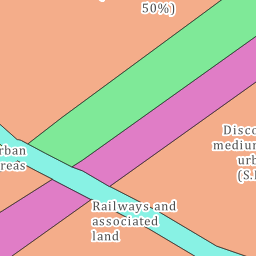 50%)
Disco
medium
urb
(S.
rban
reas
Railways and
associated
land